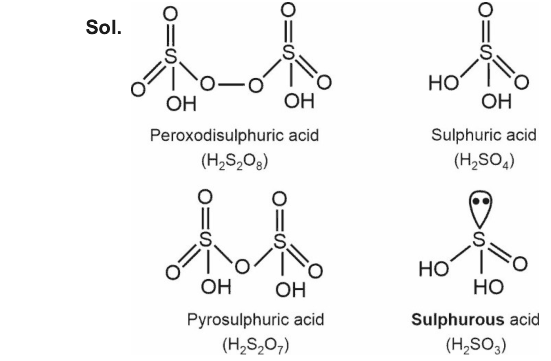 Sol.
O O
S S
O O O O
OH OH
Peroxodisulphuric acid
(H₂S₂O₈)
O
S
HO O
OH
Sulphuric acid
(H₂SO₄)
O O
S S
O O O
OH OH
Pyrosulphuric acid
(H₂S₂O₇)
S
HO O
HO
Sulphurous acid
(H₂SO₃)